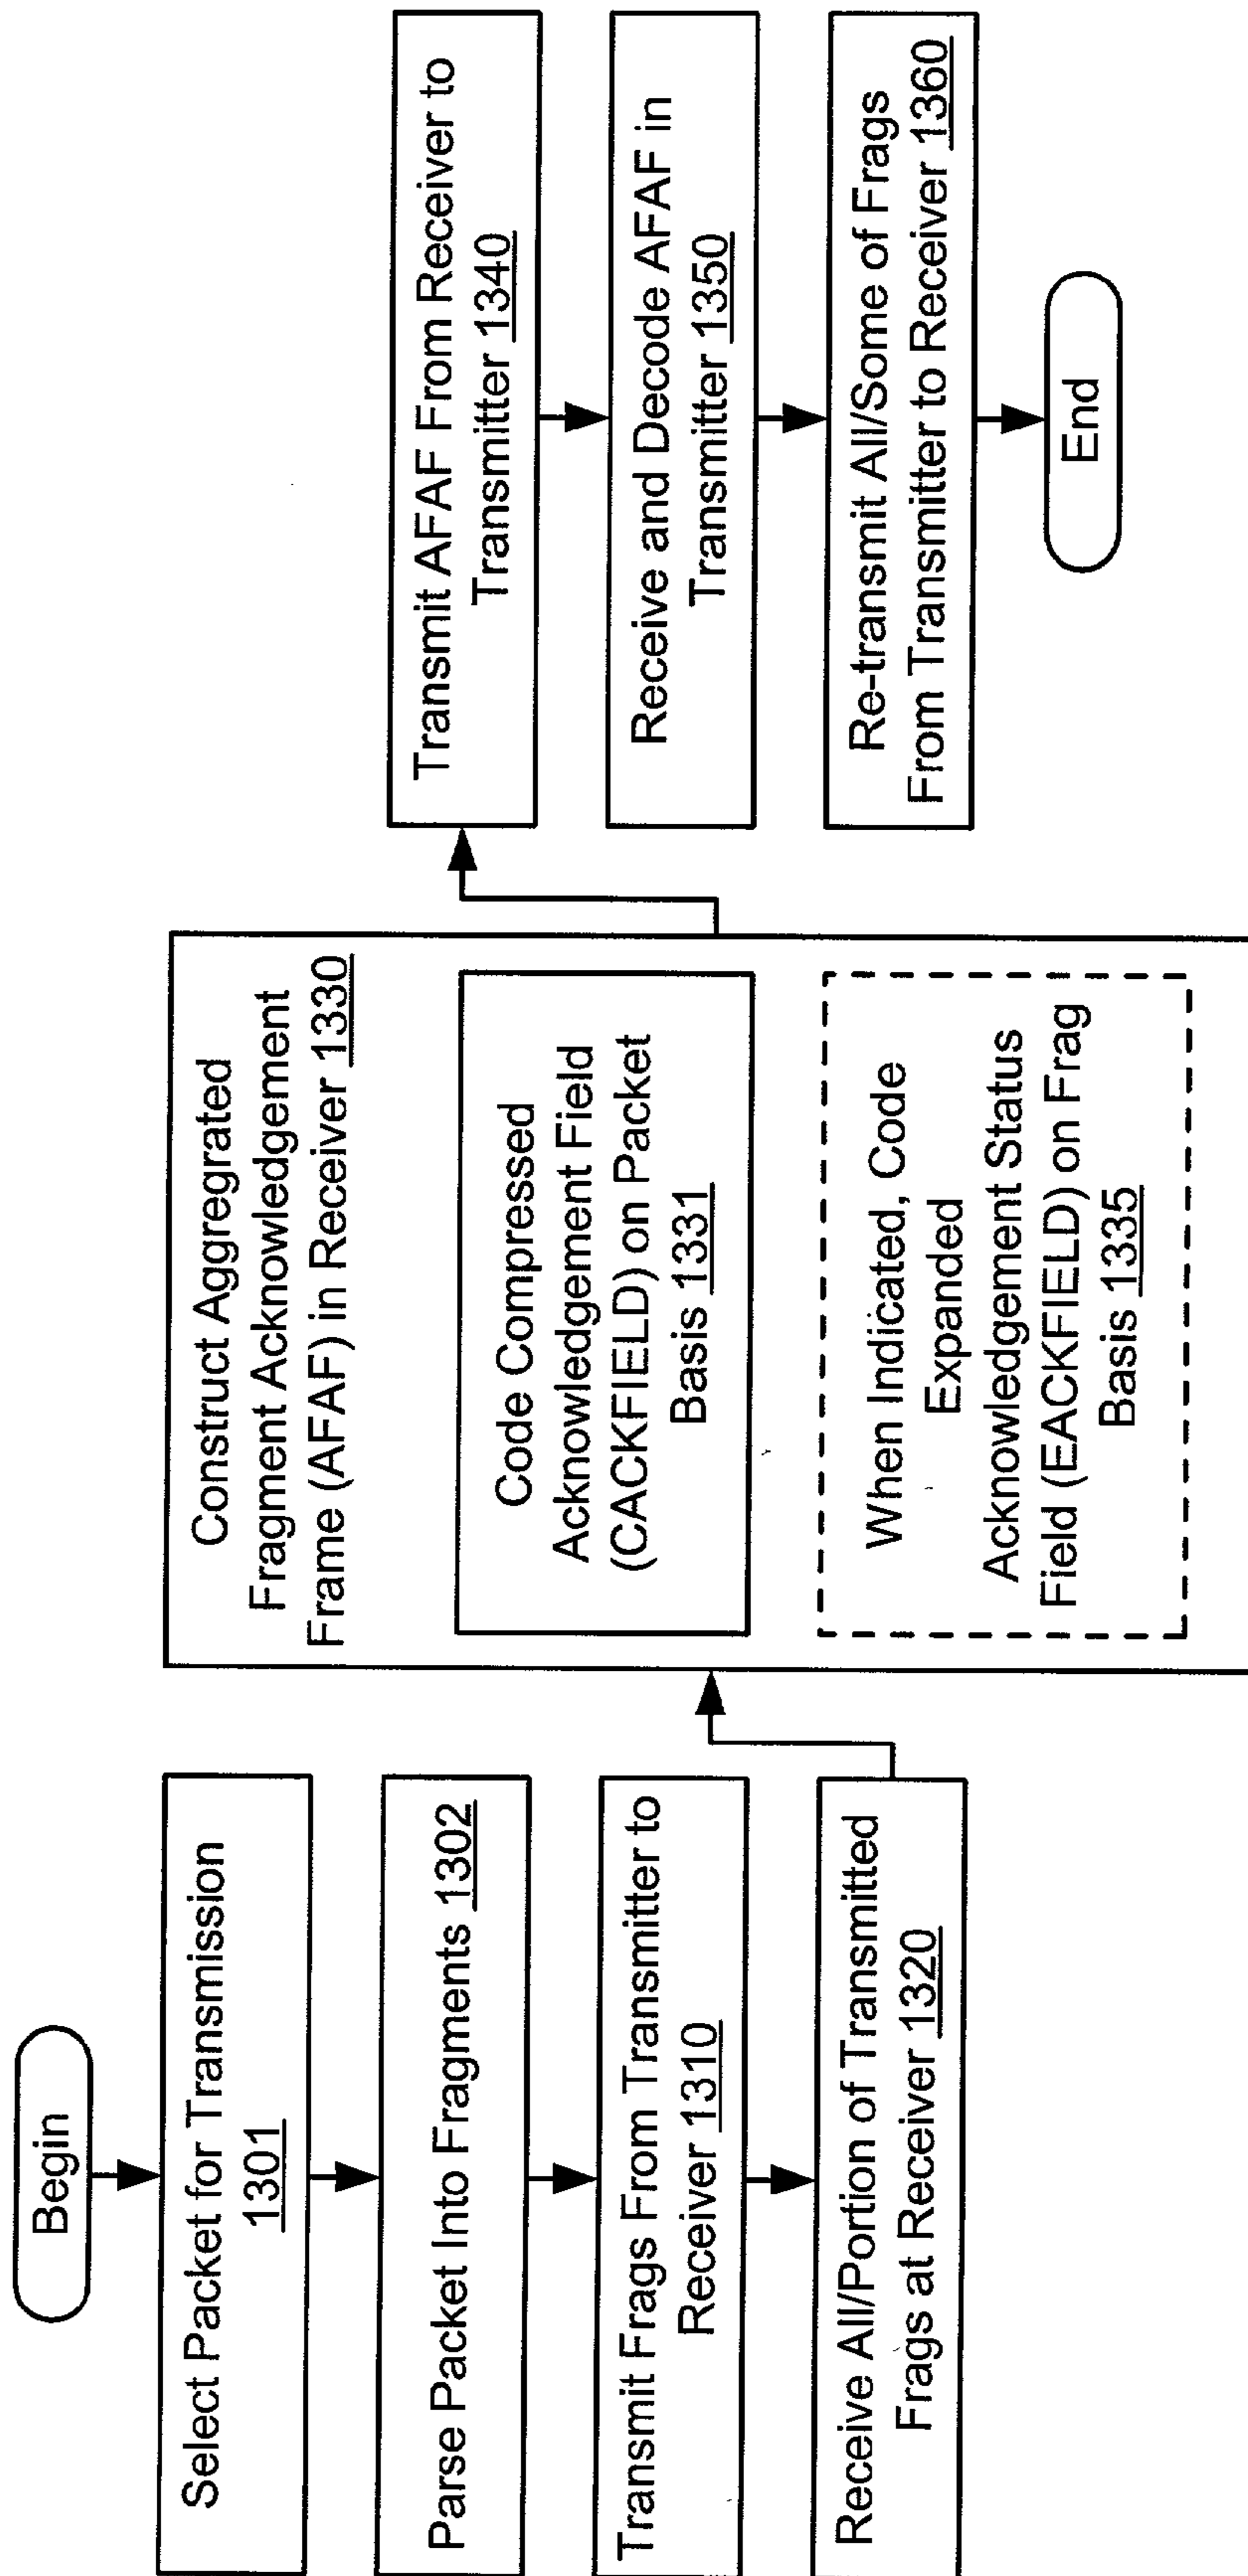 Begin
Select Packet for Transmission
1301
Parse Packet Into Fragments 1302
Transmit Frags From Transmitter to
Receiver 1310
Receive All/Portion of Transmitted
Frags at Receiver 1320
Construct Aggregrated
Fragment Acknowledgement
Frame (AFAF) in Receiver 1330
Code Compressed
Acknowledgement Field
(CACKFIELD) on Packet
Basis 1331
When Indicated, Code
Expanded
Acknowledgement Status
Field (EACKFIELD) on Frag
Basis 1335
Transmit AFAF From Receiver to
Transmitter 1340
Receive and Decode AFAF in
Transmitter 1350
Re-transmit All/Some of Frags
From Transmitter to Receiver 1360
End